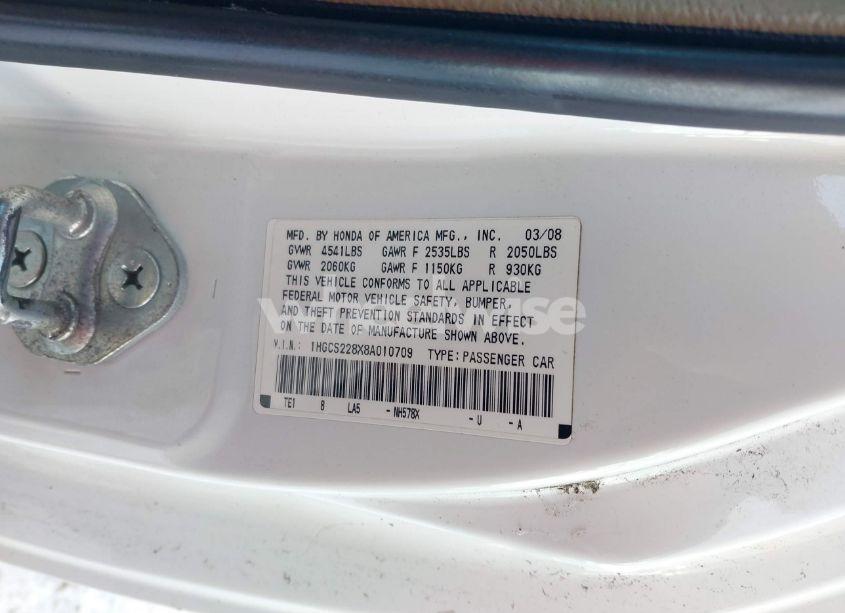 MFD. BY HONDA OF AMERICA MFG., INC. 03/08
GVWR 4541LBS GAWR F 2535LBS R 2050LBS
GVWR 2060KG GAWR F 1150KG R 930KG
THIS VEHICLE CONFORMS TO ALL APPLICABLE
FEDERAL MOTOR VEHICLE SAFETY, BUMPER,
AND THEFT PREVENTION STANDARDS IN EFFECT
ON THE DATE OF MANUFACTURE SHOWN ABOVE.
V.I.N.: 1HGCS228X8A010709 TYPE: PASSENGER CAR
TE1 8 LA5 -NH578X -U -A